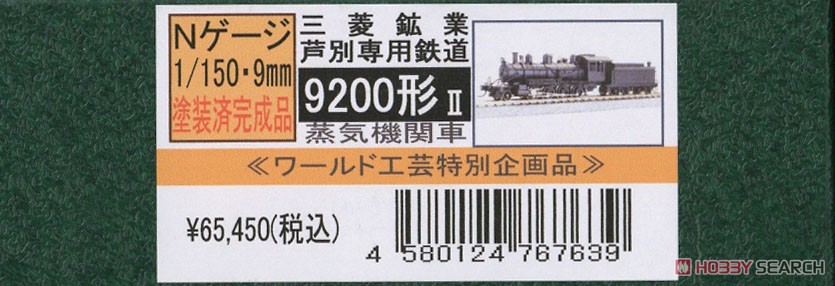 Nゲージ
1/150・9mm
塗装済完成品
三菱鉱業
芦別専用鉄道
9200形 II
蒸気機関車
≪ワールド工芸特別企画品≫
¥65,450(税込)
4 580124 767639
HOBBY SEARCH